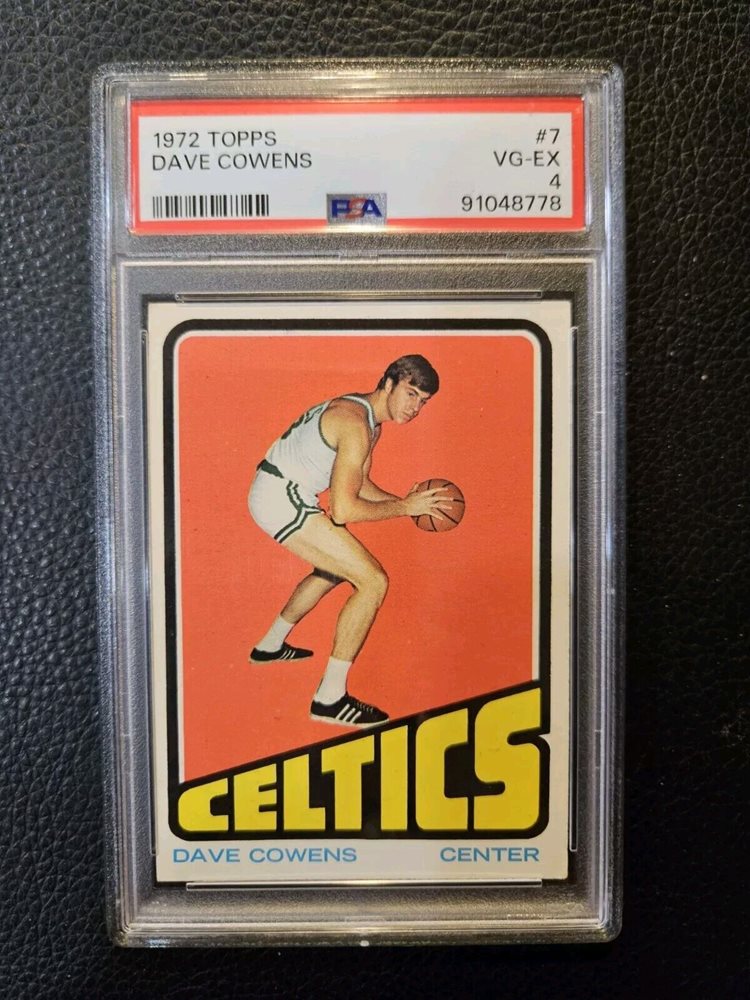 1972 TOPPS #7
DAVE COWENS VG-EX
4
PSA 91048778
CELTICS
DAVE COWENS CENTER